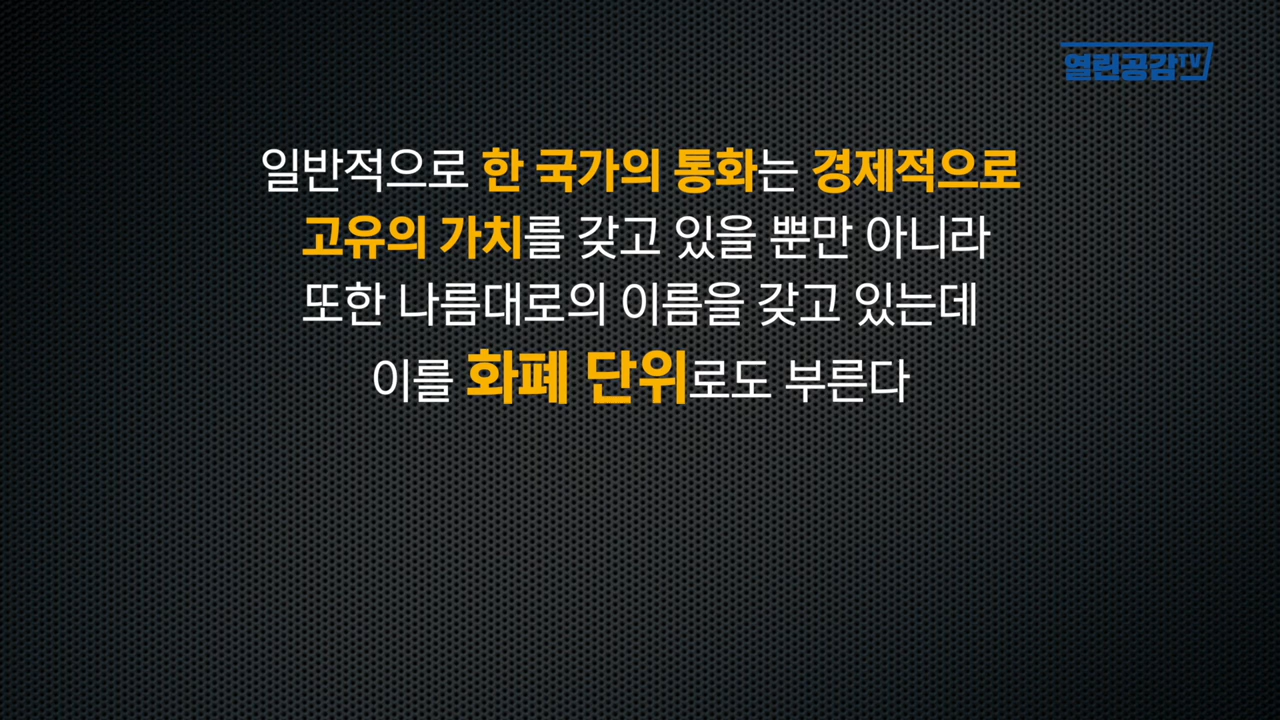 열린공감TV
일반적으로 한 국가의 통화는 경제적으로
고유의 가치를 갖고 있을 뿐만 아니라
또한 나름대로의 이름을 갖고 있는데
이를 화폐 단위로도 부른다